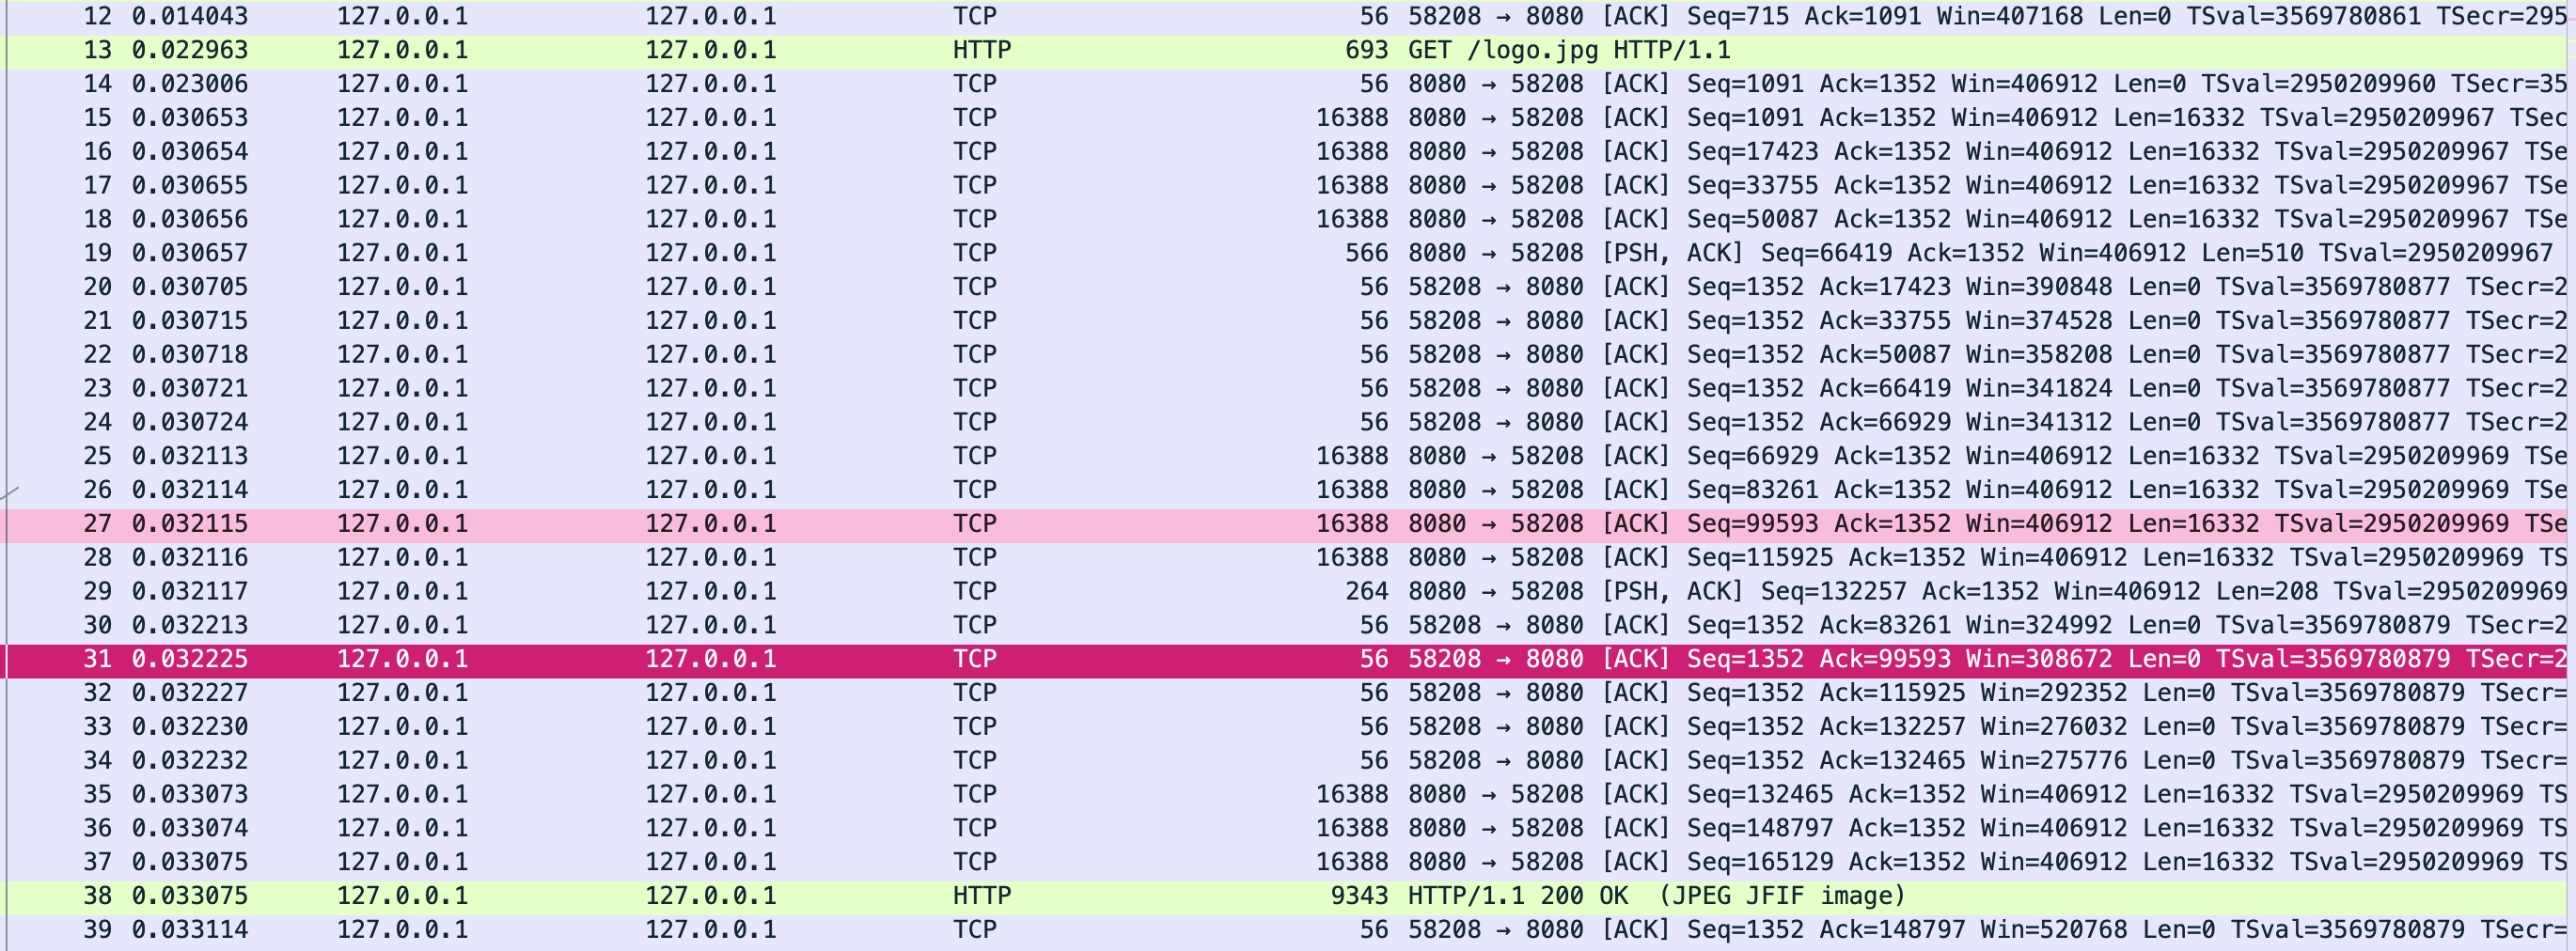 12 0.014043 127.0.0.1 127.0.0.1 TCP 56 58208 → 8080 [ACK] Seq=715 Ack=1091 Win=407168 Len=0 TSval=3569780861 TSecr=295
13 0.022963 127.0.0.1 127.0.0.1 HTTP 693 GET /logo.jpg HTTP/1.1
14 0.023006 127.0.0.1 127.0.0.1 TCP 56 8080 → 58208 [ACK] Seq=1091 Ack=1352 Win=406912 Len=0 TSval=2950209960 TSecr=35
15 0.030653 127.0.0.1 127.0.0.1 TCP 16388 8080 → 58208 [ACK] Seq=1091 Ack=1352 Win=406912 Len=16332 TSval=2950209967 TSec
16 0.030654 127.0.0.1 127.0.0.1 TCP 16388 8080 → 58208 [ACK] Seq=17423 Ack=1352 Win=406912 Len=16332 TSval=2950209967 TSe
17 0.030655 127.0.0.1 127.0.0.1 TCP 16388 8080 → 58208 [ACK] Seq=33755 Ack=1352 Win=406912 Len=16332 TSval=2950209967 TSe
18 0.030656 127.0.0.1 127.0.0.1 TCP 16388 8080 → 58208 [ACK] Seq=50087 Ack=1352 Win=406912 Len=16332 TSval=2950209967 TSe
19 0.030657 127.0.0.1 127.0.0.1 TCP 566 8080 → 58208 [PSH, ACK] Seq=66419 Ack=1352 Win=406912 Len=510 TSval=2950209967
20 0.030705 127.0.0.1 127.0.0.1 TCP 56 58208 → 8080 [ACK] Seq=1352 Ack=17423 Win=390848 Len=0 TSval=3569780877 TSecr=2
21 0.030715 127.0.0.1 127.0.0.1 TCP 56 58208 → 8080 [ACK] Seq=1352 Ack=33755 Win=374528 Len=0 TSval=3569780877 TSecr=2
22 0.030718 127.0.0.1 127.0.0.1 TCP 56 58208 → 8080 [ACK] Seq=1352 Ack=50087 Win=358208 Len=0 TSval=3569780877 TSecr=2
23 0.030721 127.0.0.1 127.0.0.1 TCP 56 58208 → 8080 [ACK] Seq=1352 Ack=66419 Win=341824 Len=0 TSval=3569780877 TSecr=2
24 0.030724 127.0.0.1 127.0.0.1 TCP 56 58208 → 8080 [ACK] Seq=1352 Ack=66929 Win=341312 Len=0 TSval=3569780877 TSecr=2
25 0.032113 127.0.0.1 127.0.0.1 TCP 16388 8080 → 58208 [ACK] Seq=66929 Ack=1352 Win=406912 Len=16332 TSval=2950209969 TSe
26 0.032114 127.0.0.1 127.0.0.1 TCP 16388 8080 → 58208 [ACK] Seq=83261 Ack=1352 Win=406912 Len=16332 TSval=2950209969 TSe
27 0.032115 127.0.0.1 127.0.0.1 TCP 16388 8080 → 58208 [ACK] Seq=99593 Ack=1352 Win=406912 Len=16332 TSval=2950209969 TSe
28 0.032116 127.0.0.1 127.0.0.1 TCP 16388 8080 → 58208 [ACK] Seq=115925 Ack=1352 Win=406912 Len=16332 TSval=2950209969 TS
29 0.032117 127.0.0.1 127.0.0.1 TCP 264 8080 → 58208 [PSH, ACK] Seq=132257 Ack=1352 Win=406912 Len=208 TSval=2950209969
30 0.032213 127.0.0.1 127.0.0.1 TCP 56 58208 → 8080 [ACK] Seq=1352 Ack=83261 Win=324992 Len=0 TSval=3569780879 TSecr=2
31 0.032225 127.0.0.1 127.0.0.1 TCP 56 58208 → 8080 [ACK] Seq=1352 Ack=99593 Win=308672 Len=0 TSval=3569780879 TSecr=2
32 0.032227 127.0.0.1 127.0.0.1 TCP 56 58208 → 8080 [ACK] Seq=1352 Ack=115925 Win=292352 Len=0 TSval=3569780879 TSecr=
33 0.032230 127.0.0.1 127.0.0.1 TCP 56 58208 → 8080 [ACK] Seq=1352 Ack=132257 Win=276032 Len=0 TSval=3569780879 TSecr=
34 0.032232 127.0.0.1 127.0.0.1 TCP 56 58208 → 8080 [ACK] Seq=1352 Ack=132465 Win=275776 Len=0 TSval=3569780879 TSecr=
35 0.033073 127.0.0.1 127.0.0.1 TCP 16388 8080 → 58208 [ACK] Seq=132465 Ack=1352 Win=406912 Len=16332 TSval=2950209969 TS
36 0.033074 127.0.0.1 127.0.0.1 TCP 16388 8080 → 58208 [ACK] Seq=148797 Ack=1352 Win=406912 Len=16332 TSval=2950209969 TS
37 0.033075 127.0.0.1 127.0.0.1 TCP 16388 8080 → 58208 [ACK] Seq=165129 Ack=1352 Win=406912 Len=16332 TSval=2950209969 TS
38 0.033075 127.0.0.1 127.0.0.1 HTTP 9343 HTTP/1.1 200 OK (JPEG JFIF image)
39 0.033114 127.0.0.1 127.0.0.1 TCP 56 58208 → 8080 [ACK] Seq=1352 Ack=148797 Win=520768 Len=0 TSval=3569780879 TSecr=